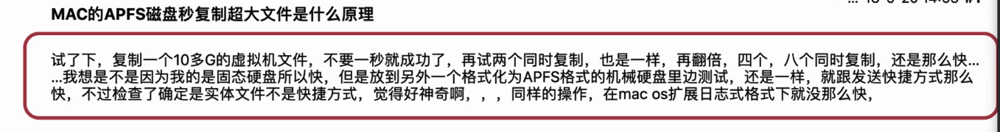 MAC的APFS磁盘秒复制超大文件是什么原理
试了下，复制一个10多G的虚拟机文件，不要一秒就成功了，再试两个同时复制，也是一样，再翻倍，四个，八个同时复制，还是那么快...
...我想是不是因为我的是固态硬盘所以快，但是放到另外一个格式化为APFS格式的机械硬盘里边测试，还是一样，就跟发送快捷方式那么
快，不过检查了确定是实体文件不是快捷方式，觉得好神奇啊，，，同样的操作，在mac os扩展日志式格式下就没那么快，